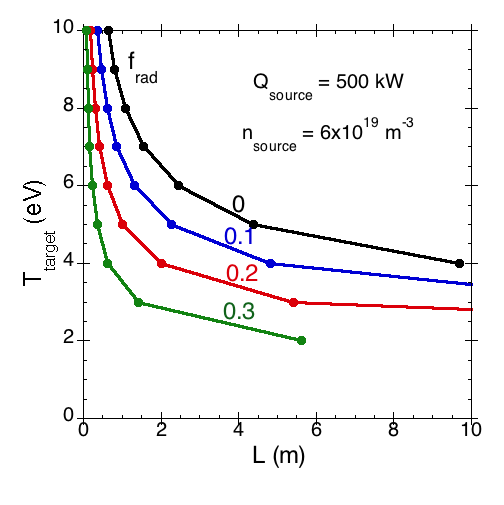 10
8
6
4
2
0
T_target (eV)
f_rad
Q_source = 500 kW
n_source = 6x10^19 m^-3
0
0.1
0.2
0.3
0 2 4 6 8 10
L (m)